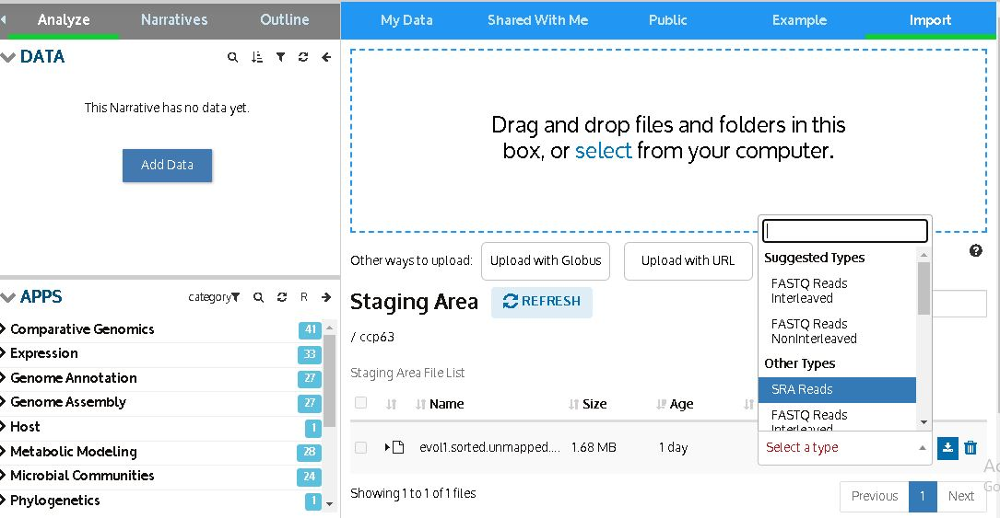 Analyze Narratives Outline
My Data Shared With Me Public Example Import
DATA
This Narrative has no data yet.
Add Data
Drag and drop files and folders in this
box, or select from your computer.
Other ways to upload: Upload with Globus Upload with URL
Staging Area REFRESH
/ ccp63
Staging Area File List
Name Size Age
evol1.sorted.unmapped.... 1.68 MB 1 day
Select a type
Showing 1 to 1 of 1 files
Previous 1 Next
Suggested Types
FASTQ Reads
Interleaved
FASTQ Reads
NonInterleaved
Other Types
SRA Reads
FASTQ Reads
Interleaved
APPS category R
Comparative Genomics 41
Expression 33
Genome Annotation 27
Genome Assembly 27
Host 1
Metabolic Modeling 28
Microbial Communities 24
Phylogenetics 1